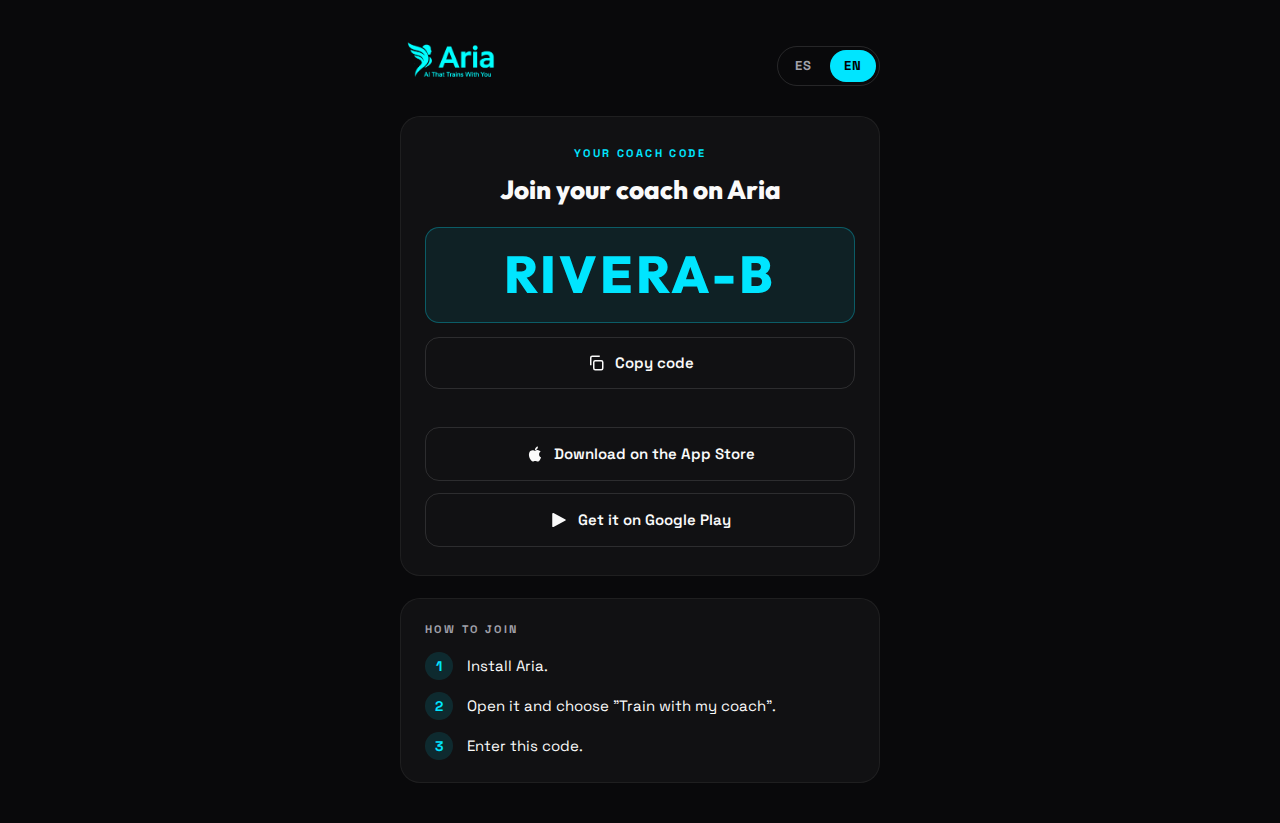 Aria
AI That Trains With You
ES EN
YOUR COACH CODE
Join your coach on Aria
RIVERA-B
Copy code
Download on the App Store
Get it on Google Play
HOW TO JOIN
1 Install Aria.
2 Open it and choose "Train with my coach".
3 Enter this code.